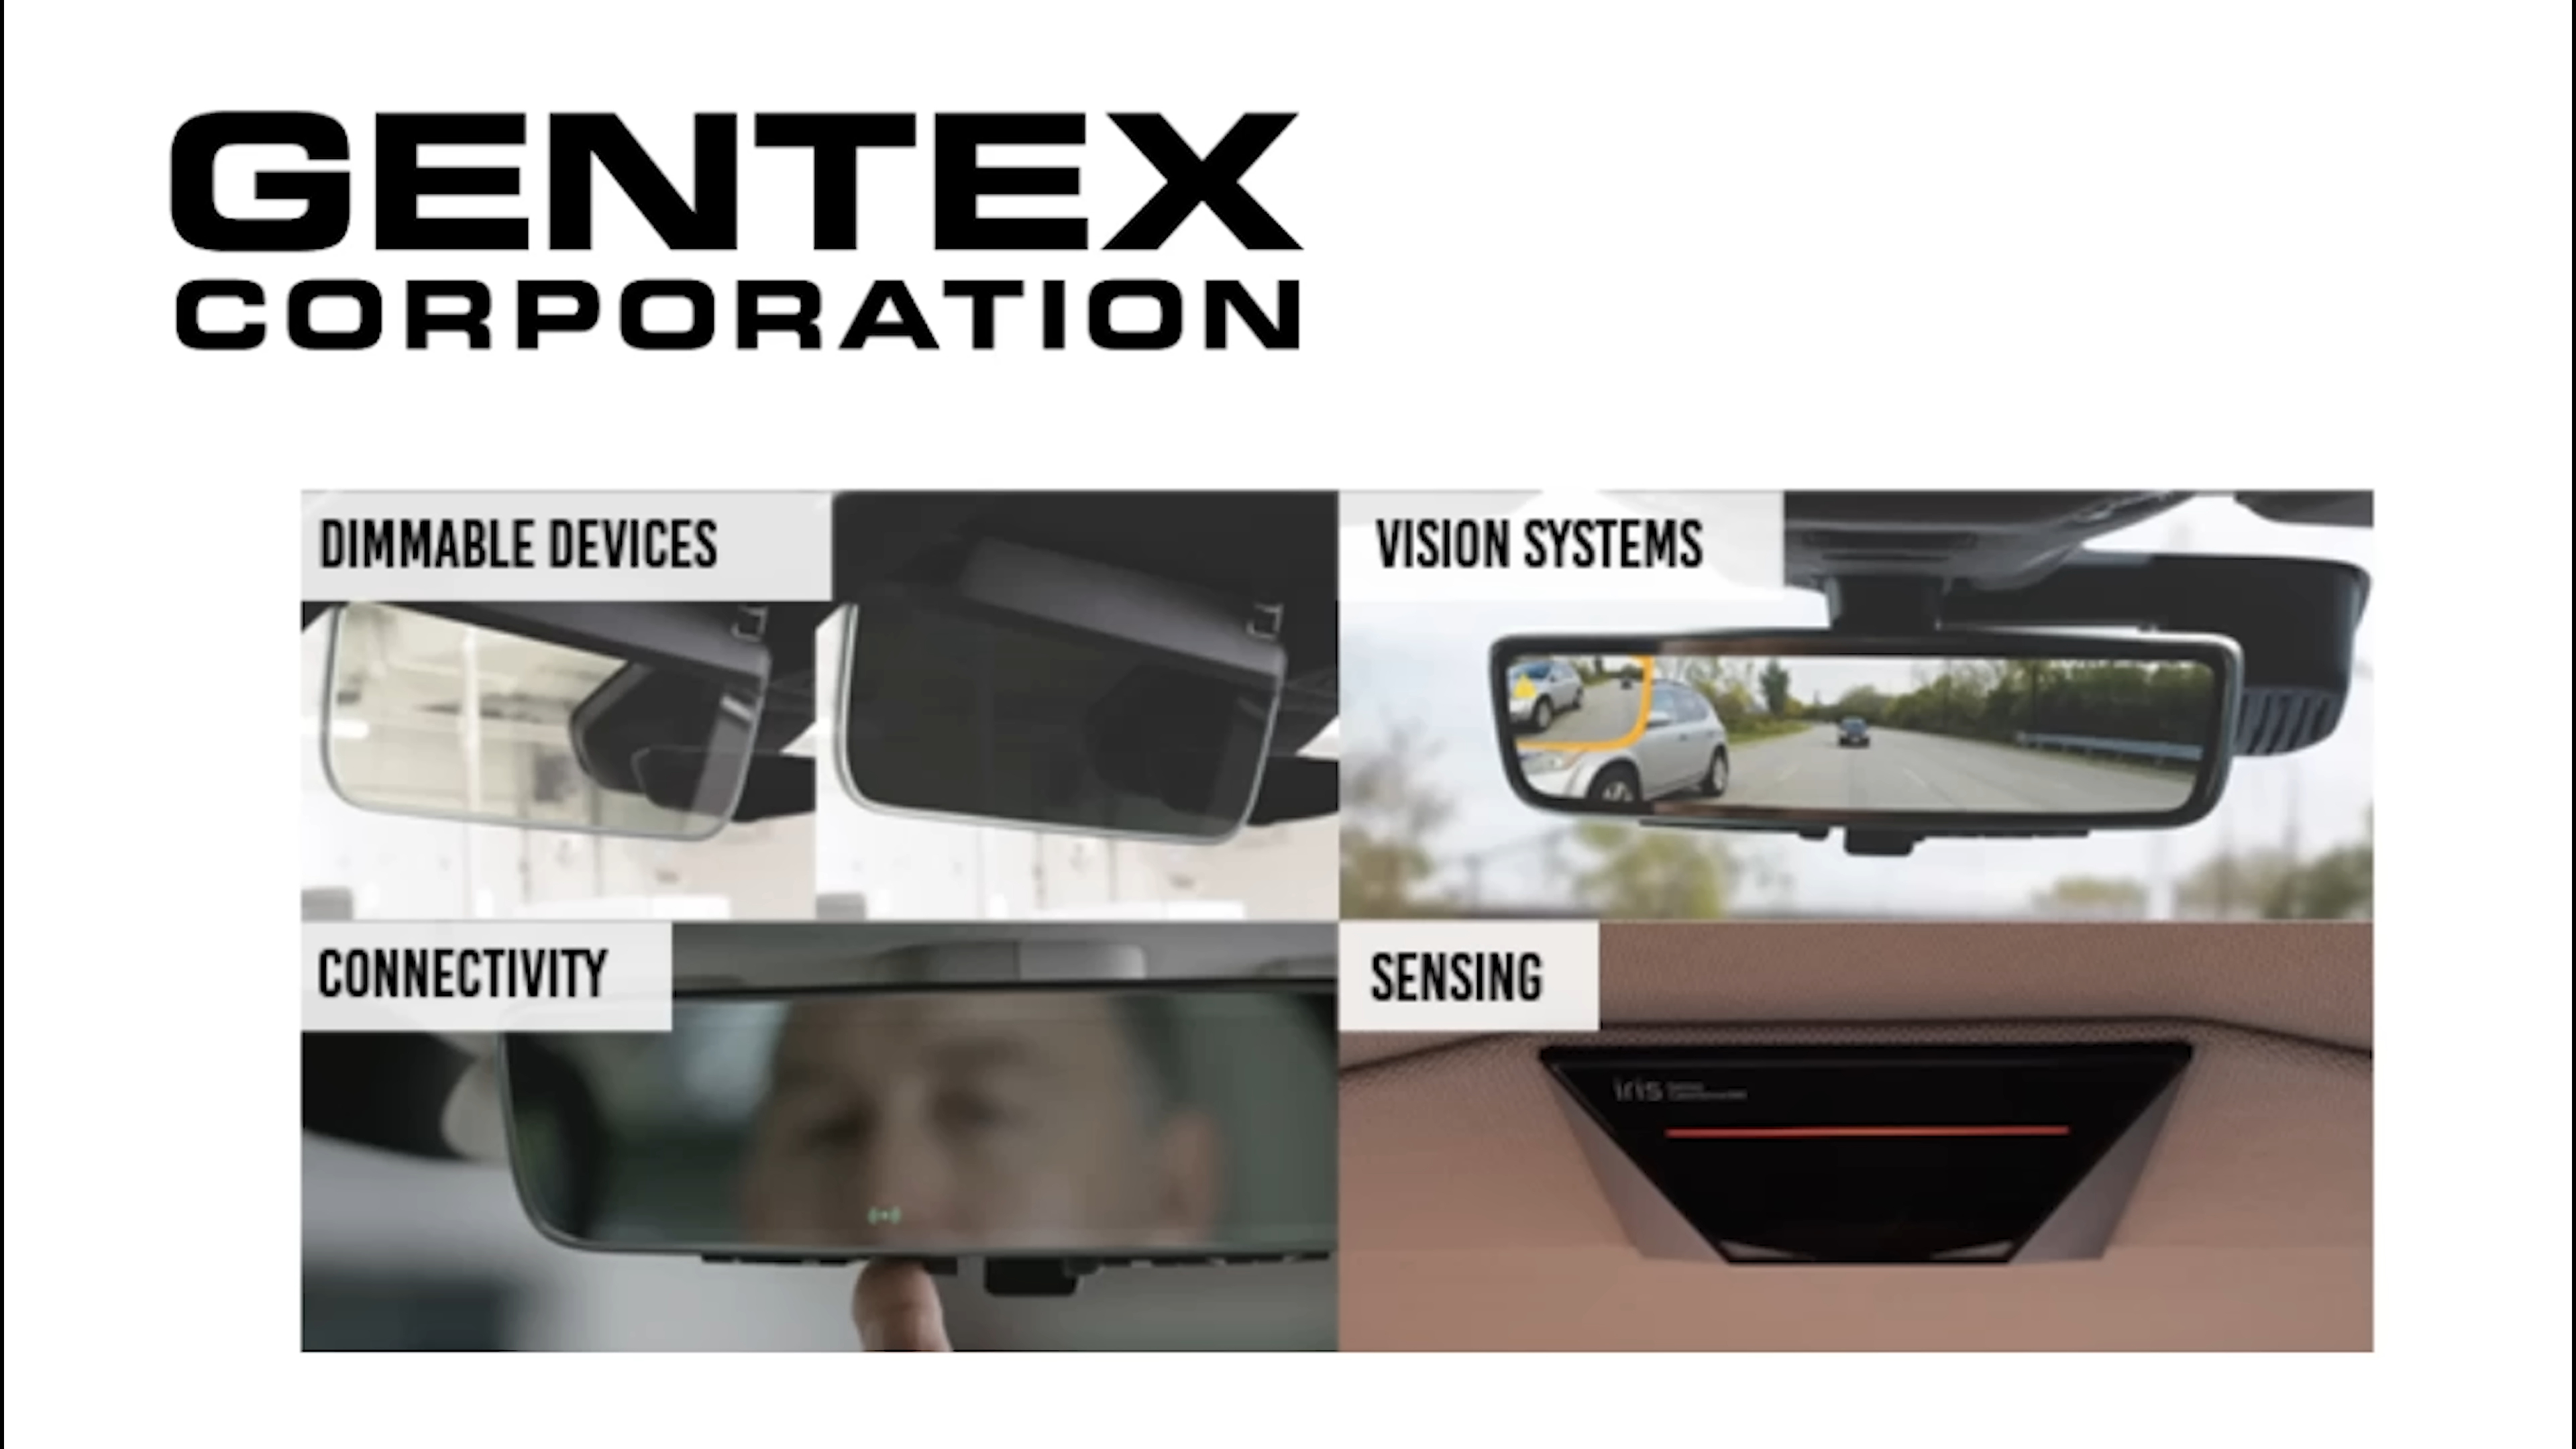 GENTEX
CORPORATION
DIMMABLE DEVICES
VISION SYSTEMS
CONNECTIVITY
SENSING
iris